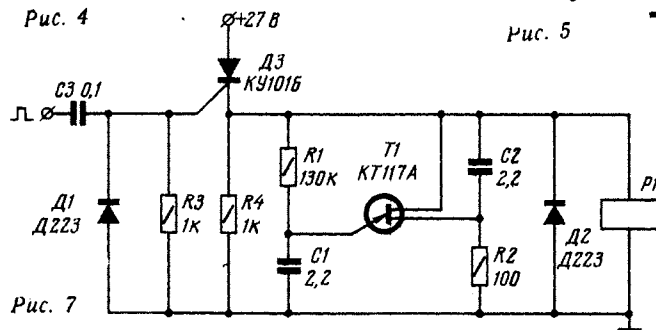 Рис. 4
+27 В
Рис. 5
Д3
КУ101Б
С3 0,1
R1
130к
Т1
КТ117А
С2
2,2
Д1
Д223
R3
1к
R4
1к
С1
2,2
R2
100
Д2
Д223
Р1
Рис. 7